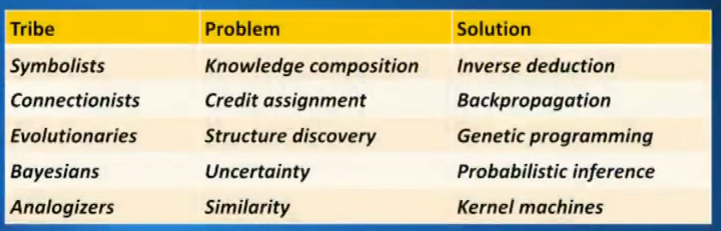 Tribe Problem Solution
Symbolists Knowledge composition Inverse deduction
Connectionists Credit assignment Backpropagation
Evolutionaries Structure discovery Genetic programming
Bayesians Uncertainty Probabilistic inference
Analogizers Similarity Kernel machines